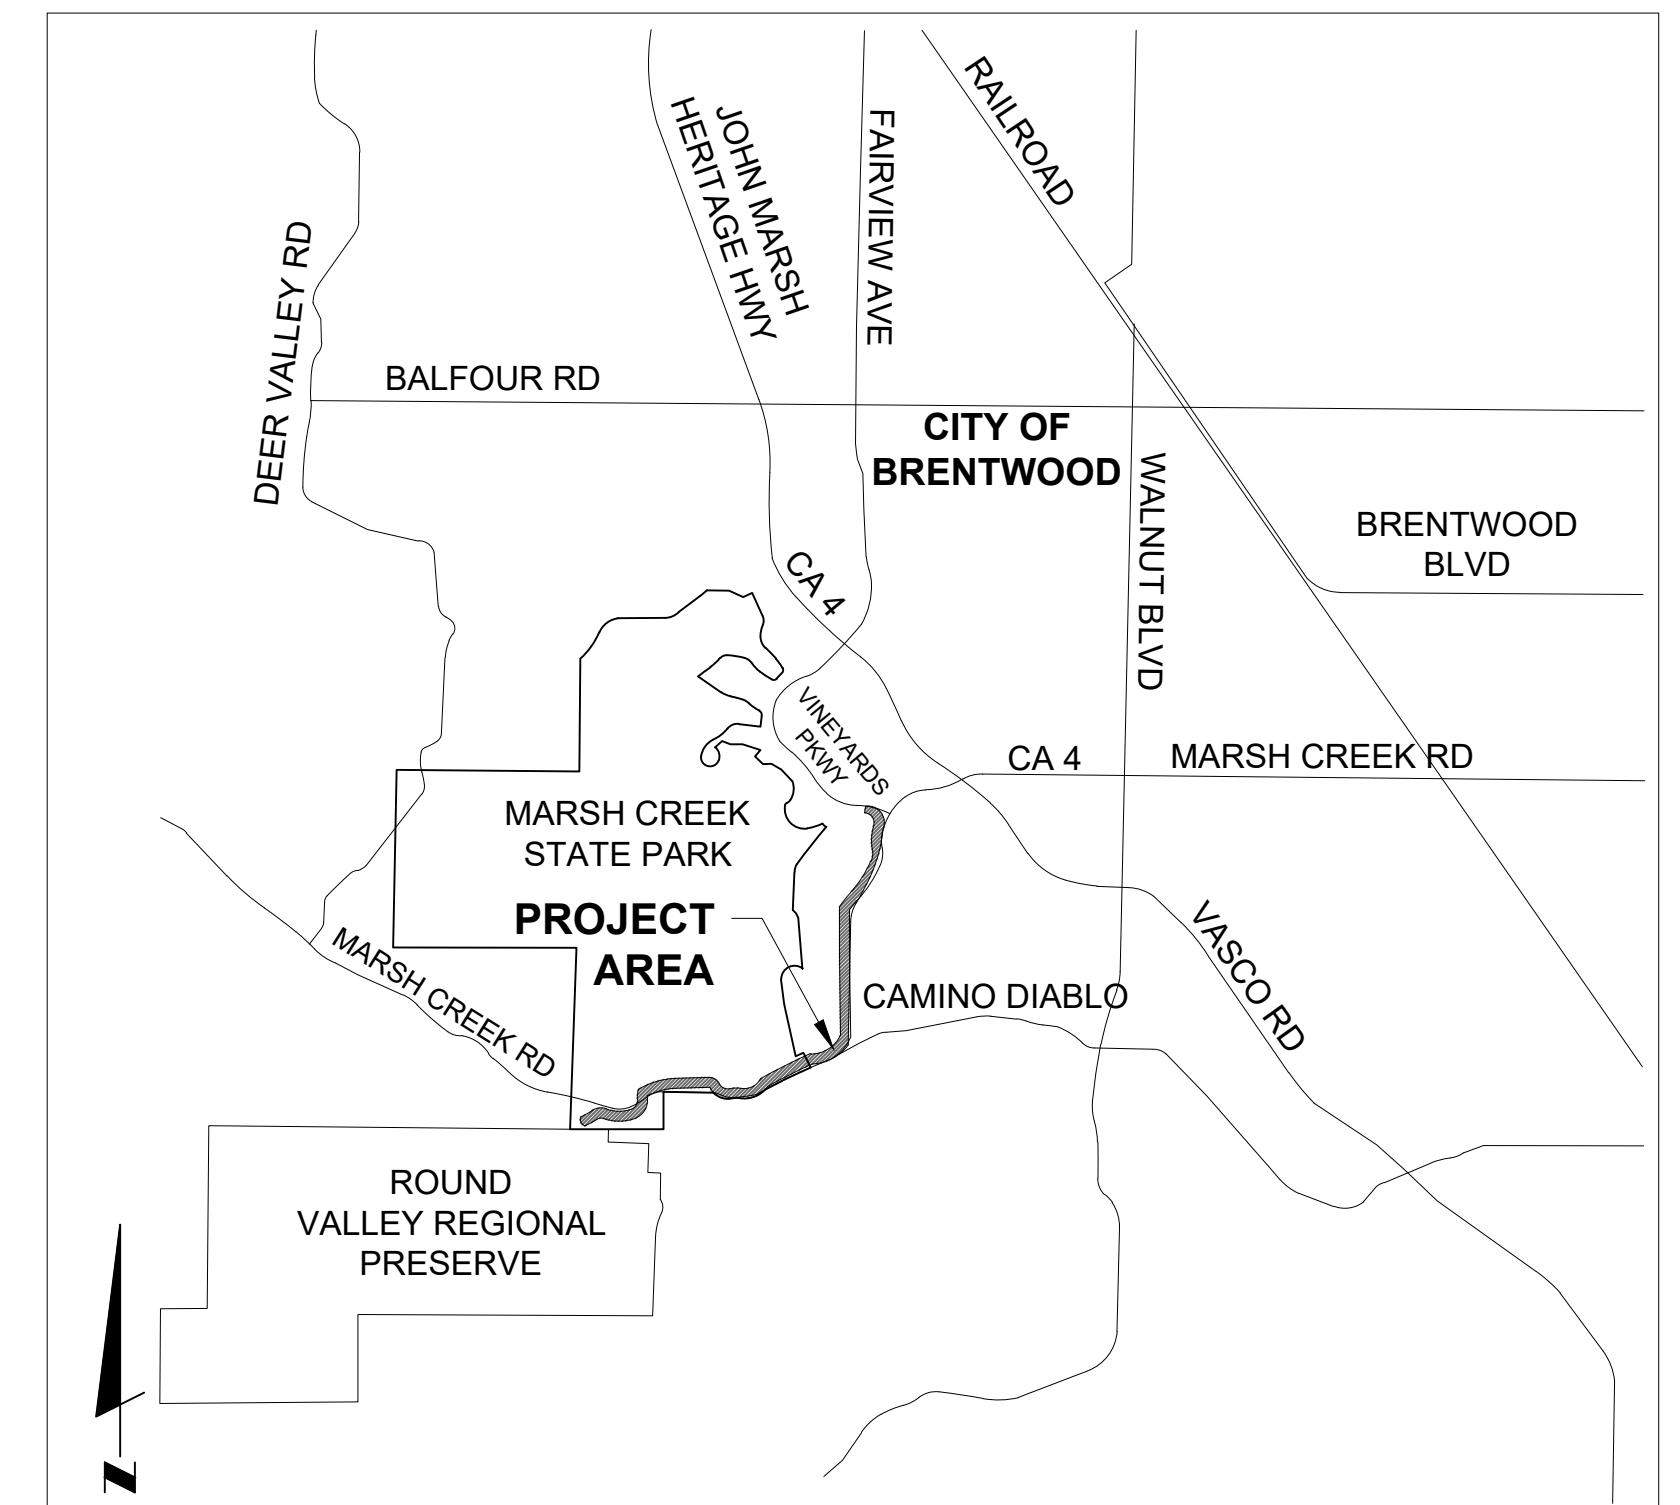 RAILROAD
JOHN MARSH
HERITAGE HWY
FAIRVIEW AVE
DEER VALLEY RD
BALFOUR RD
CITY OF
BRENTWOOD
WALNUT BLVD
BRENTWOOD
BLVD
CA 4
VINEYARDS
PKWY
CA 4
MARSH CREEK RD
MARSH CREEK
STATE PARK
PROJECT
AREA
MARSH CREEK RD
CAMINO DIABLO
VASCO RD
ROUND
VALLEY REGIONAL
PRESERVE
N